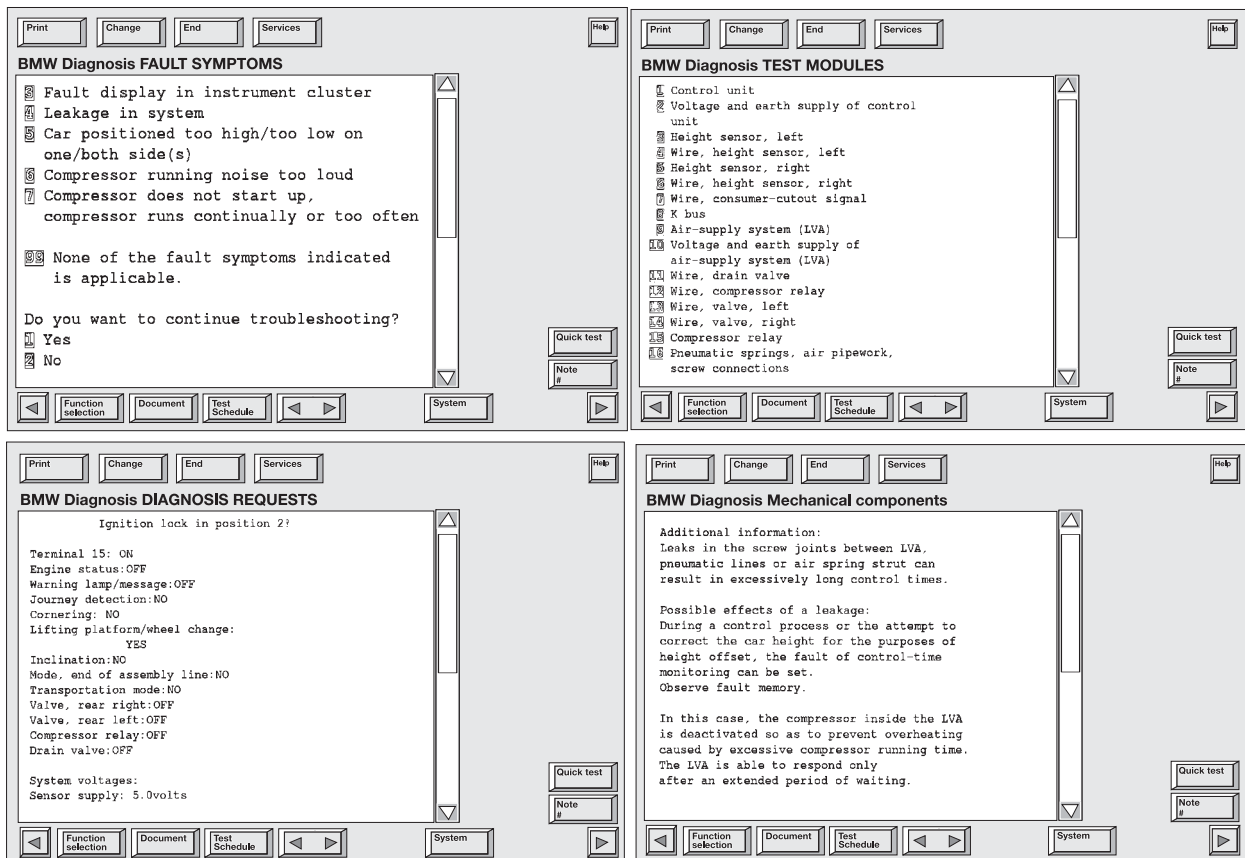 Print
Change
End
Services
Help
BMW Diagnosis FAULT SYMPTOMS
3 Fault display in instrument cluster
4 Leakage in system
5 Car positioned too high/too low on
one/both side(s)
6 Compressor running noise too loud
7 Compressor does not start up,
compressor runs continually or too often
99 None of the fault symptoms indicated
is applicable.
Do you want to continue troubleshooting?
1 Yes
2 No
Quick test
Note
#
Function
selection
Document
Test
Schedule
System
Print
Change
End
Services
Help
BMW Diagnosis TEST MODULES
1 Control unit
2 Voltage and earth supply of control
unit
3 Height sensor, left
4 Wire, height sensor, left
5 Height sensor, right
6 Wire, height sensor, right
7 Wire, consumer-cutout signal
8 K bus
9 Air-supply system (LVA)
10 Voltage and earth supply of
air-supply system (LVA)
11 Wire, drain valve
12 Wire, compressor relay
13 Wire, valve, left
14 Wire, valve, right
15 Compressor relay
16 Pneumatic springs, air pipework,
screw connections
Quick test
Note
#
Function
selection
Document
Test
Schedule
System
Print
Change
End
Services
Help
BMW Diagnosis DIAGNOSIS REQUESTS
Ignition lock in position 2?
Terminal 15: ON
Engine status:OFF
Warning lamp/message:OFF
Journey detection:NO
Cornering: NO
Lifting platform/wheel change:
YES
Inclination:NO
Mode, end of assembly line:NO
Transportation mode:NO
Valve, rear right:OFF
Valve, rear left:OFF
Compressor relay:OFF
Drain valve:OFF
System voltages:
Sensor supply: 5.0volts
Quick test
Note
#
Function
selection
Document
Test
Schedule
System
Print
Change
End
Services
Help
BMW Diagnosis Mechanical components
Additional information:
Leaks in the screw joints between LVA,
pneumatic lines or air spring strut can
result in excessively long control times.
Possible effects of a leakage:
During a control process or the attempt to
correct the car height for the purposes of
height offset, the fault of control-time
monitoring can be set.
Observe fault memory.
In this case, the compressor inside the LVA
is deactivated so as to prevent overheating
caused by excessive compressor running time.
The LVA is able to respond only
after an extended period of waiting.
Quick test
Note
#
Function
selection
Document
Test
Schedule
System